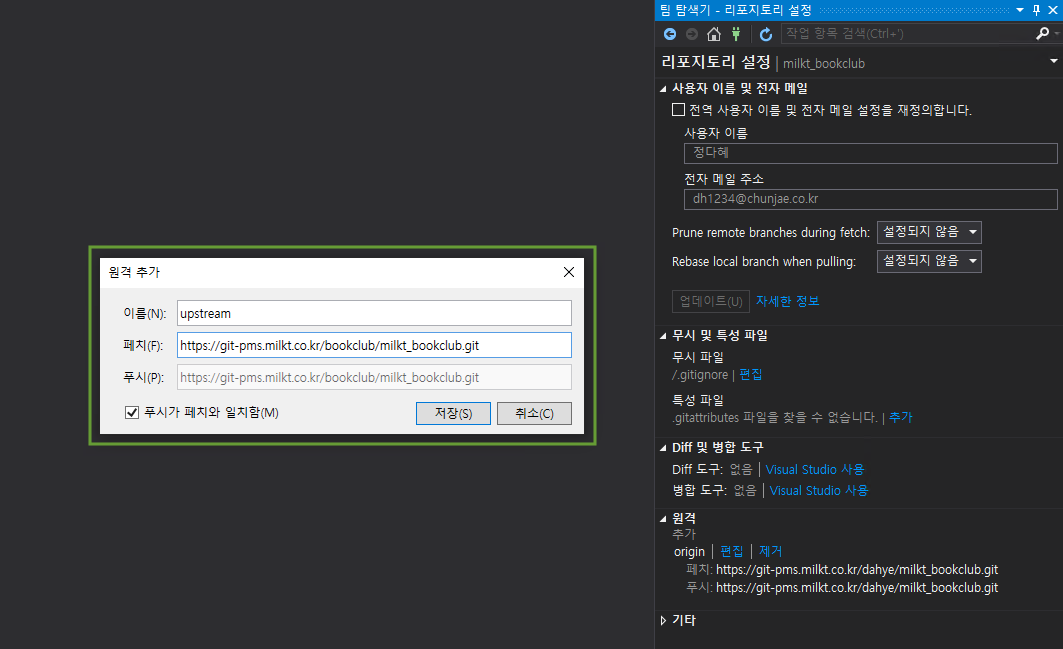 원격 추가
이름(N): upstream
페치(F): https://git-pms.milkt.co.kr/bookclub/milkt_bookclub.git
푸시(P): https://git-pms.milkt.co.kr/bookclub/milkt_bookclub.git
푸시가 페치와 일치함(M) 저장(S) 취소(C)
팀 탐색기 - 리포지토리 설정
작업 항목 검색(Ctrl+')
리포지토리 설정 | milkt_bookclub
사용자 이름 및 전자 메일
전역 사용자 이름 및 전자 메일 설정을 재정의합니다.
사용자 이름
정다혜
전자 메일 주소
dh1234@chunjae.co.kr
Prune remote branches during fetch: 설정되지 않음
Rebase local branch when pulling: 설정되지 않음
업데이트(U) 자세한 정보
무시 및 특성 파일
무시 파일
/.gitignore | 편집
특성 파일
.gitattributes 파일을 찾을 수 없습니다. | 추가
Diff 및 병합 도구
Diff 도구: 없음 | Visual Studio 사용
병합 도구: 없음 | Visual Studio 사용
원격
추가
origin | 편집 | 제거
페치: https://git-pms.milkt.co.kr/dahye/milkt_bookclub.git
푸시: https://git-pms.milkt.co.kr/dahye/milkt_bookclub.git
기타